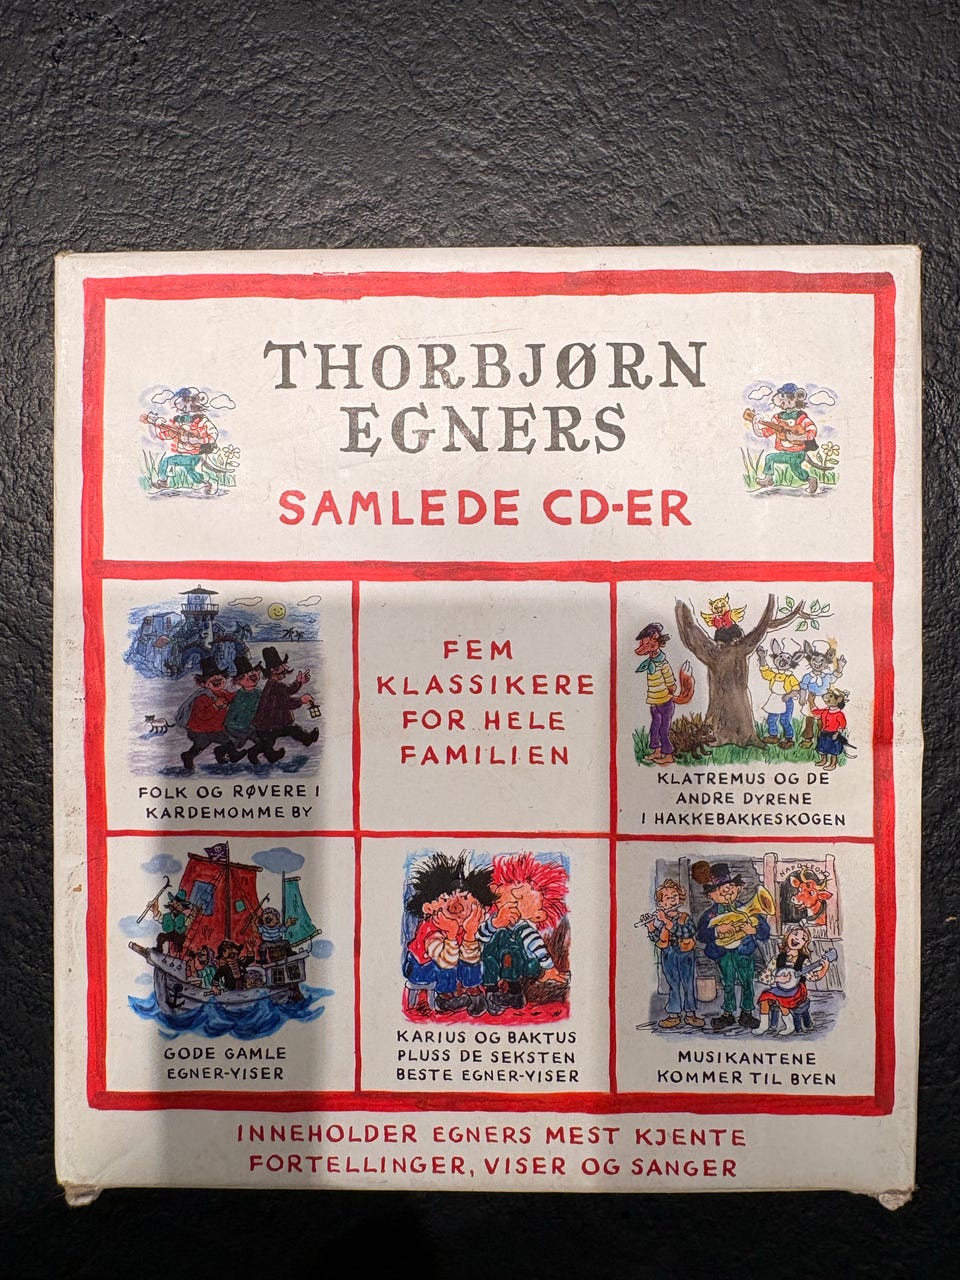 THORBJØRN
EGNERS
SAMLEDE CD-ER
FOLK OG RØVERE I
KARDEMOMME BY
FEM
KLASSIKERE
FOR HELE
FAMILIEN
KLATREMUS OG DE
ANDRE DYRENE
I HAKKEBAKKESKOGEN
GODE GAMLE
EGNER-VISER
KARIUS OG BAKTUS
PLUSS DE SEKSTEN
BESTE EGNER-VISER
NAPOLEON
MUSIKANTENE
KOMMER TIL BYEN
INNEHOLDER EGNERS MEST KJENTE
FORTELLINGER, VISER OG SANGER